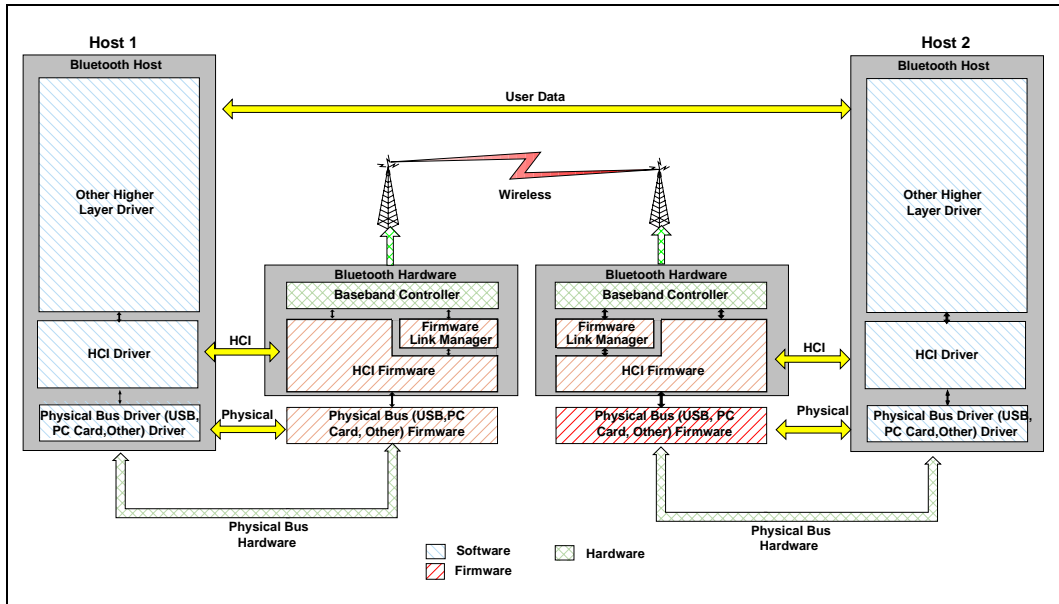 Host 1
Bluetooth Host
Other Higher
Layer Driver
HCI Driver
Physical Bus Driver (USB,
PC Card,Other) Driver
User Data
Wireless
HCI
Physical
Bluetooth Hardware
Baseband Controller
Firmware
Link Manager
HCI Firmware
Physical Bus (USB,PC
Card, Other) Firmware
Physical Bus
Hardware
Bluetooth Hardware
Baseband Controller
Firmware
Link Manager
HCI Firmware
Physical Bus (USB, PC
Card, Other) Firmware
HCI
Physical
Physical Bus
Hardware
Host 2
Bluetooth Host
Other Higher
Layer Driver
HCI Driver
Physical Bus Driver (USB,
PC Card,Other) Driver
Software
Firmware
Hardware